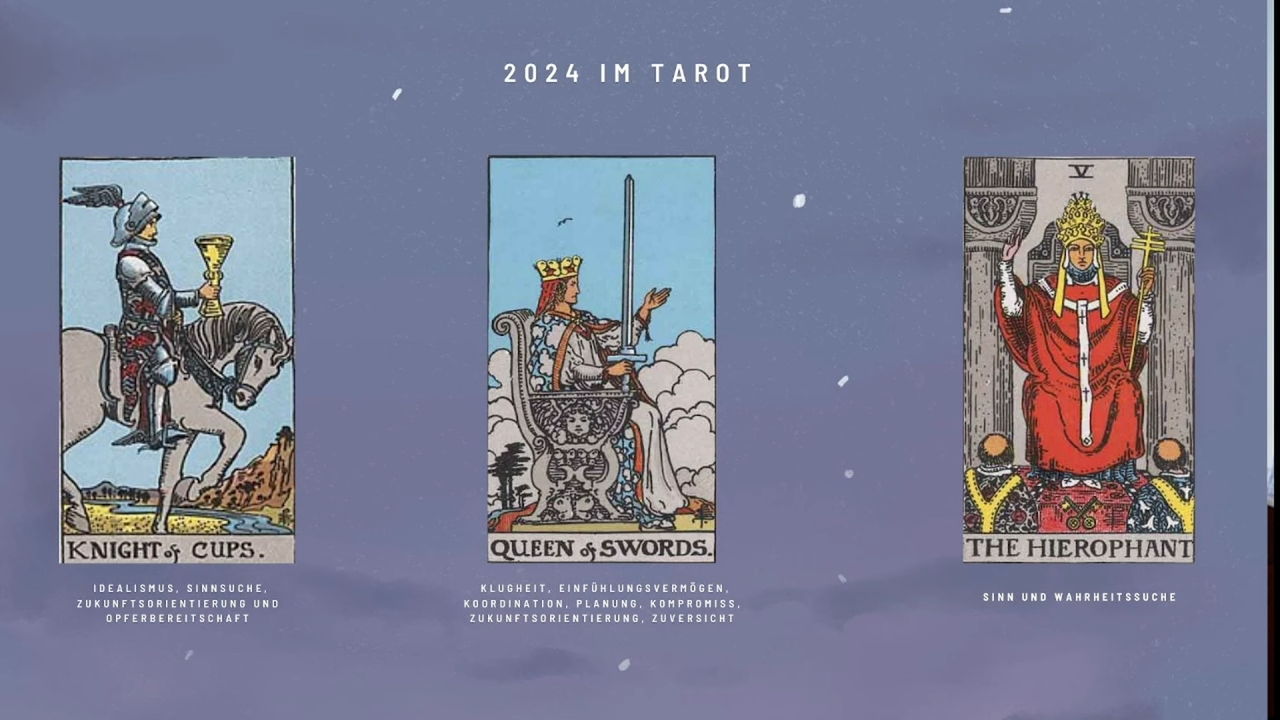 2024 IM TAROT
V
KNIGHT of CUPS.
QUEEN of SWORDS.
THE HIEROPHANT
IDEALISMUS, SINNSUCHE,
ZUKUNFTSORIENTIERUNG UND
OPFERBEREITSCHAFT
KLUGHEIT, EINFÜHLUNGSVERMÖGEN,
KOORDINATION, PLANUNG, KOMPROMISS,
ZUKUNFTSORIENTIERUNG, ZUVERSICHT
SINN UND WAHRHEITSSUCHE